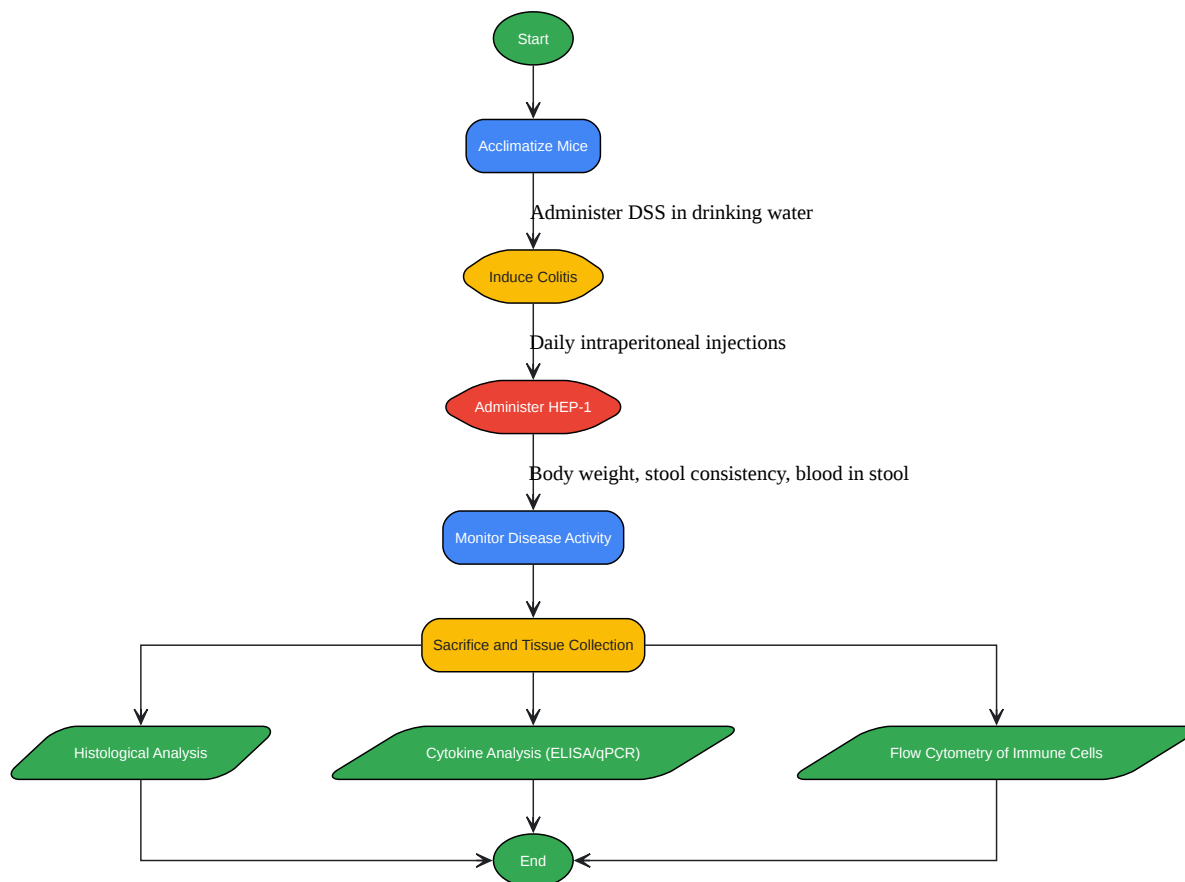 Start
Acclimatize Mice
Administer DSS in drinking water
Induce Colitis
Daily intraperitoneal injections
Administer HEP-1
Body weight, stool consistency, blood in stool
Monitor Disease Activity
Sacrifice and Tissue Collection
Histological Analysis
Cytokine Analysis (ELISA/qPCR)
Flow Cytometry of Immune Cells
End